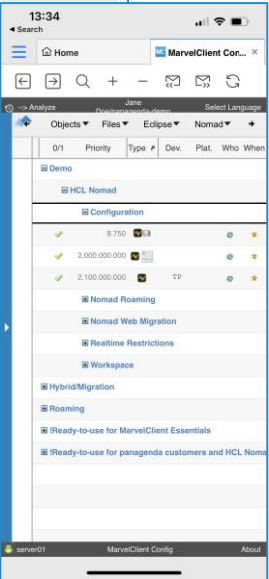 13:34
◂ Search
Home
MarvelClient Con... ×
--> Analyze
Jane Doe/panagenda-demo
Select Language
Objects▼ Files▼ Eclipse▼ Nomad▼
0/1 Priority Type Dev. Plat. Who When
Demo
HCL Nomad
Configuration
8.750
2.000.000.000
2.100.000.000 TP
Nomad Roaming
Nomad Web Migration
Realtime Restrictions
Workspace
Hybrid/Migration
Roaming
!Ready-to-use for MarvelClient Essentials
!Ready-to-use for panagenda customers and HCL Noma
server01 MarvelClient Config About